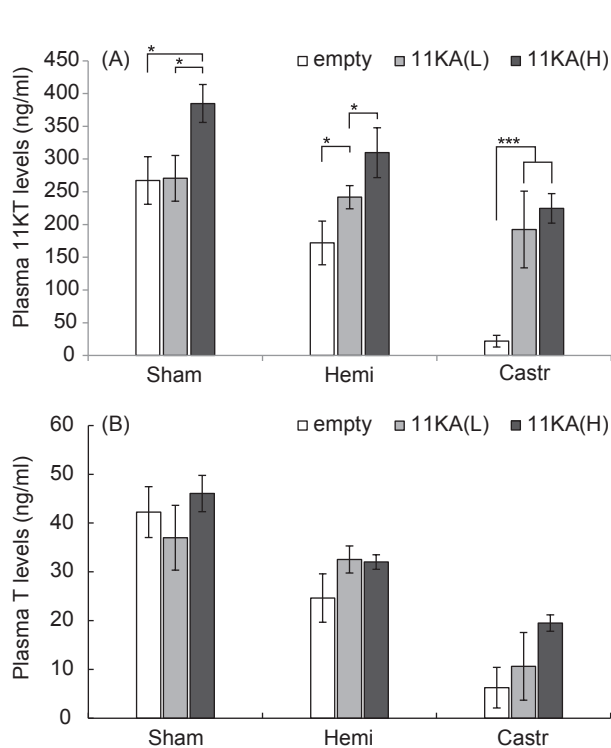 (A) empty 11KA(L) 11KA(H)
Plasma 11KT levels (ng/ml)
450
400
350
300
250
200
150
100
50
0
* * * * ***
Sham Hemi Castr
(B) empty 11KA(L) 11KA(H)
Plasma T levels (ng/ml)
60
50
40
30
20
10
0
Sham Hemi Castr